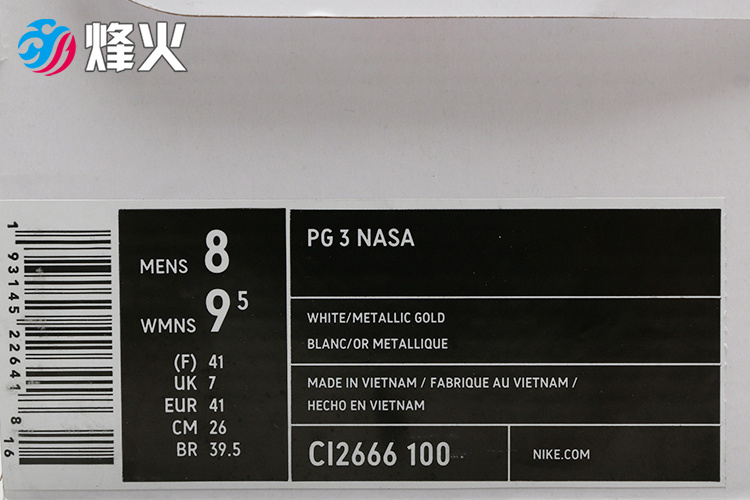 烽火
1 93145 22641 8 16
MENS 8
WMNS 9⁵
(F) 41
UK 7
EUR 41
CM 26
BR 39.5
PG 3 NASA
WHITE/METALLIC GOLD
BLANC/OR METALLIQUE
MADE IN VIETNAM / FABRIQUE AU VIETNAM /
HECHO EN VIETNAM
CI2666 100
NIKE.COM